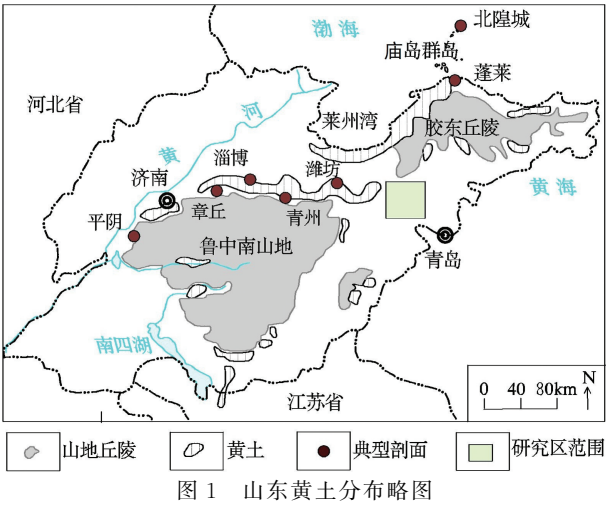 北隍城
渤海
庙岛群岛
蓬莱
河北省
莱州湾
胶东丘陵
黄河
淄博
潍坊
济南
黄海
章丘
青州
平阴
鲁中南山地
青岛
南四湖
江苏省
N
0 40 80km
山地丘陵 黄土 典型剖面 研究区范围
图 1 山东黄土分布略图